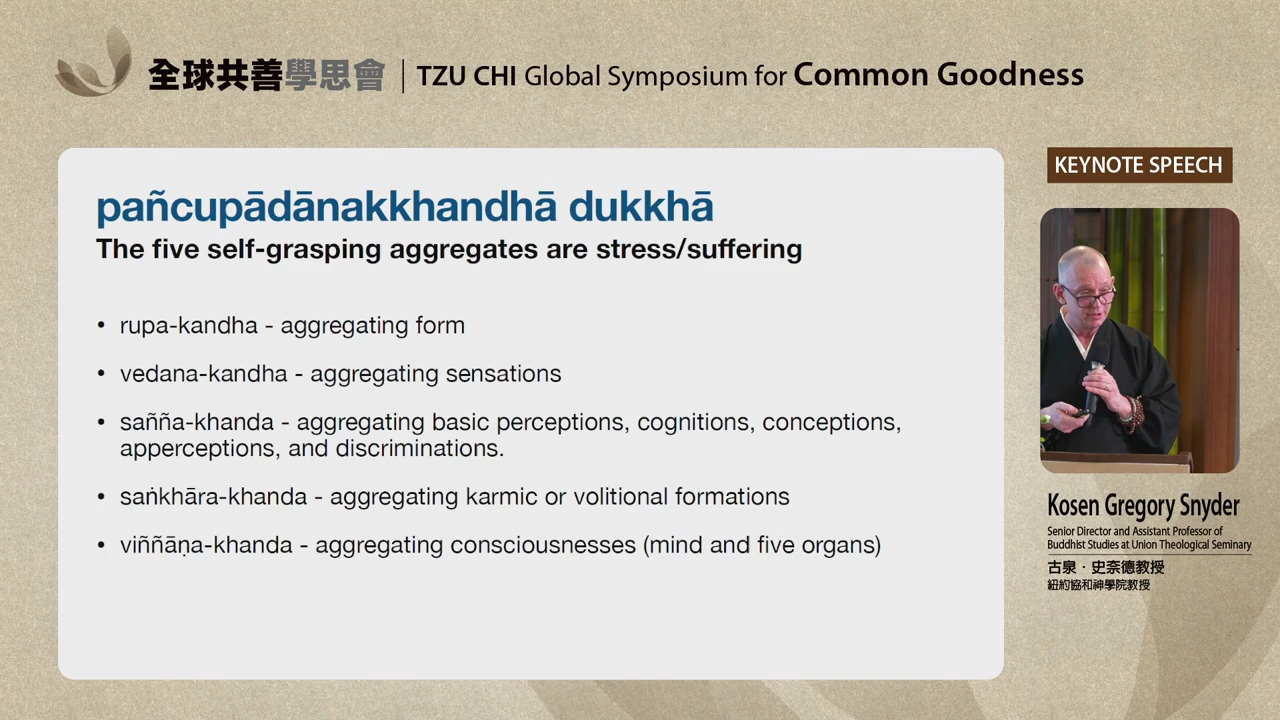 全球共善學思會 | TZU CHI Global Symposium for Common Goodness
pañcupādānakkhandhā dukkhā
The five self-grasping aggregates are stress/suffering
• rupa-kandha - aggregating form
• vedana-kandha - aggregating sensations
• sañña-khanda - aggregating basic perceptions, cognitions, conceptions,
apperceptions, and discriminations.
• saṅkhāra-khanda - aggregating karmic or volitional formations
• viññāṇa-khanda - aggregating consciousnesses (mind and five organs)
KEYNOTE SPEECH
Kosen Gregory Snyder
Senior Director and Assistant Professor of
Buddhist Studies at Union Theological Seminary
古泉．史奈德教授
紐約協和神學院教授